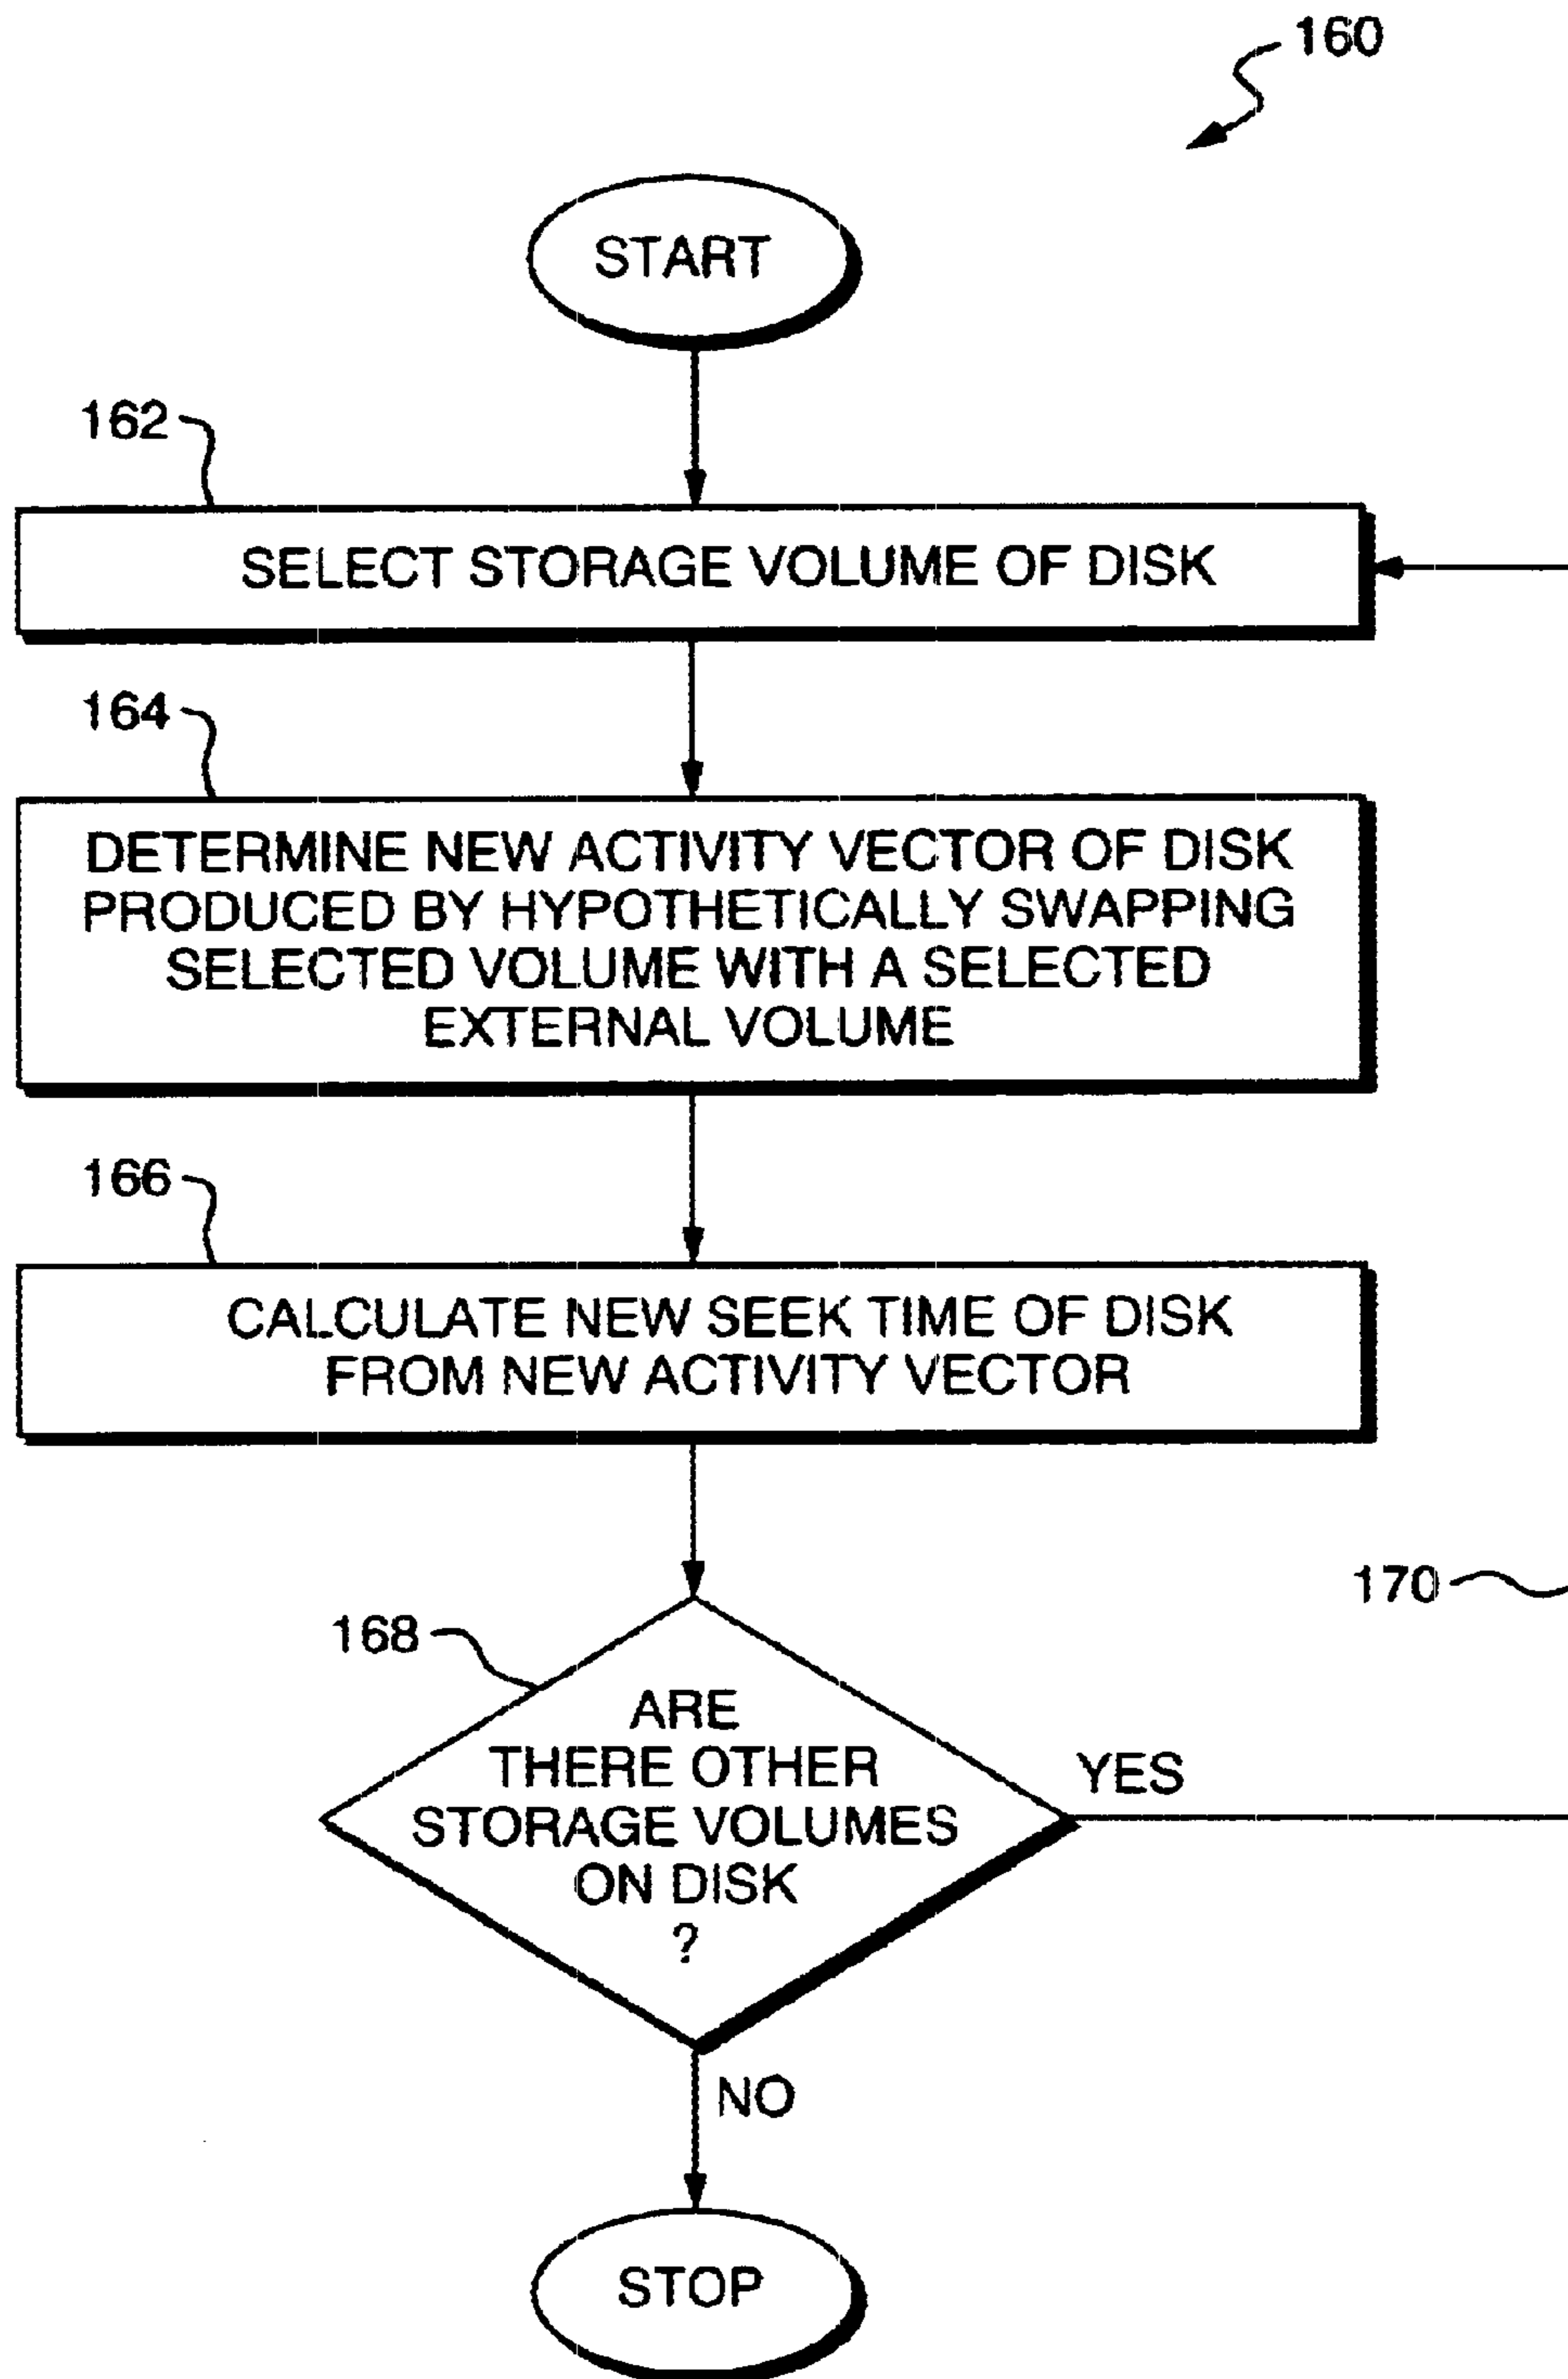 160
START
162
SELECT STORAGE VOLUME OF DISK
164
DETERMINE NEW ACTIVITY VECTOR OF DISK
PRODUCED BY HYPOTHETICALLY SWAPPING
SELECTED VOLUME WITH A SELECTED
EXTERNAL VOLUME
166
CALCULATE NEW SEEK TIME OF DISK
FROM NEW ACTIVITY VECTOR
170
168
ARE
THERE OTHER
STORAGE VOLUMES
ON DISK
?
YES
NO
STOP